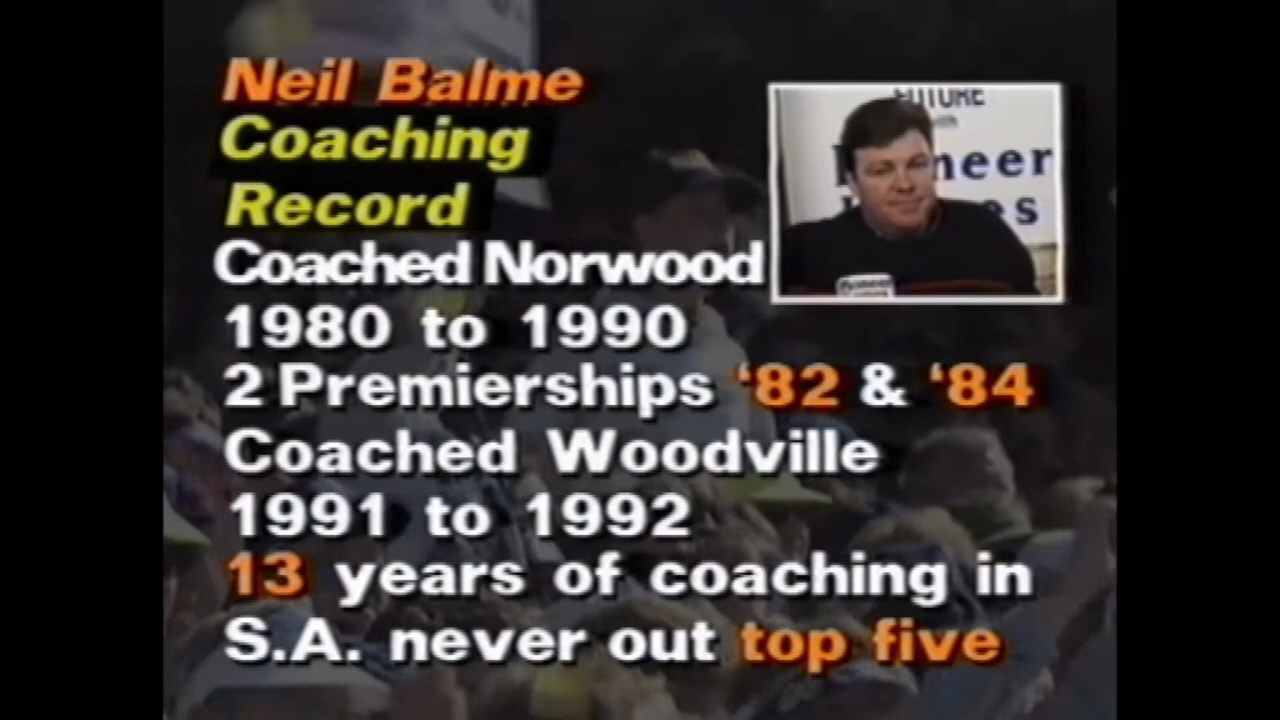 Neil Balme
Coaching
Record
Coached Norwood
1980 to 1990
2 Premierships ‘82 & ‘84
Coached Woodville
1991 to 1992
13 years of coaching in
S.A. never out top five
FUTURE